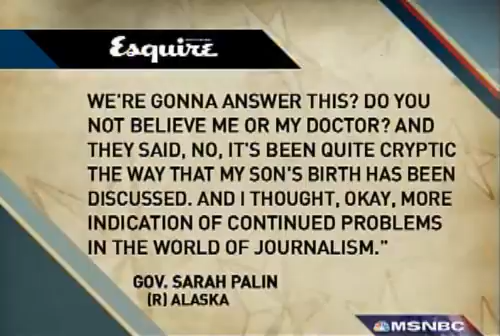 Esquire
WE'RE GONNA ANSWER THIS? DO YOU
NOT BELIEVE ME OR MY DOCTOR? AND
THEY SAID, NO, IT'S BEEN QUITE CRYPTIC
THE WAY THAT MY SON'S BIRTH HAS BEEN
DISCUSSED. AND I THOUGHT, OKAY, MORE
INDICATION OF CONTINUED PROBLEMS
IN THE WORLD OF JOURNALISM."
GOV. SARAH PALIN
(R) ALASKA
MSNBC